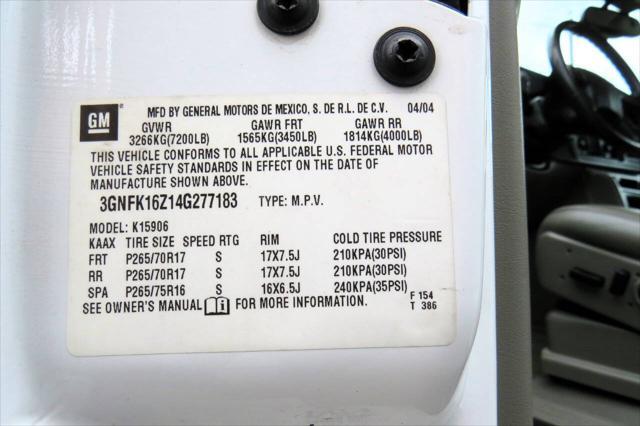 GM
MFD BY GENERAL MOTORS DE MEXICO, S. DE R.L. DE C.V. 04/04
GVWR GAWR FRT GAWR RR
3266KG(7200LB) 1565KG(3450LB) 1814KG(4000LB)
THIS VEHICLE CONFORMS TO ALL APPLICABLE U.S. FEDERAL MOTOR
VEHICLE SAFETY STANDARDS IN EFFECT ON THE DATE OF
MANUFACTURE SHOWN ABOVE.
3GNFK16Z14G277183 TYPE: M.P.V.
MODEL: K15906
KAAX TIRE SIZE SPEED RTG RIM COLD TIRE PRESSURE
FRT P265/70R17 S 17X7.5J 210KPA(30PSI)
RR P265/70R17 S 17X7.5J 210KPA(30PSI)
SPA P265/75R16 S 16X6.5J 240KPA(35PSI)
SEE OWNER'S MANUAL FOR MORE INFORMATION.
F 154
T 386